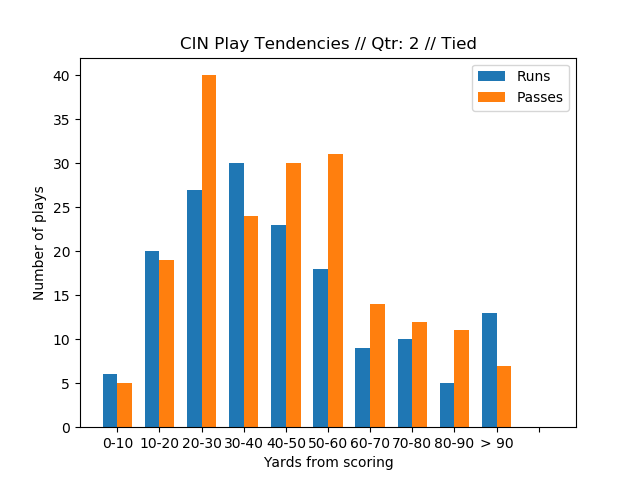 CIN Play Tendencies // Qtr: 2 // Tied
Runs
Passes
Number of plays
40
35
30
25
20
15
10
5
0
0-10 10-20 20-30 30-40 40-50 50-60 60-70 70-80 80-90 > 90
Yards from scoring